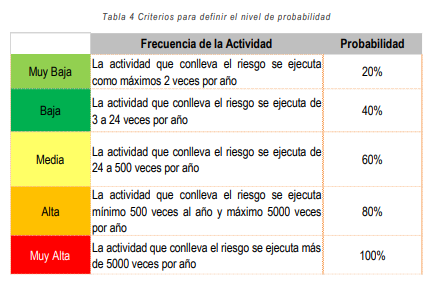 Tabla 4 Criterios para definir el nivel de probabilidad
Frecuencia de la Actividad Probabilidad
Muy Baja
La actividad que conlleva el riesgo se ejecuta
como máximos 2 veces por año
20%
Baja
La actividad que conlleva el riesgo se ejecuta de
3 a 24 veces por año
40%
Media
La actividad que conlleva el riesgo se ejecuta de
24 a 500 veces por año
60%
Alta
La actividad que conlleva el riesgo se ejecuta
mínimo 500 veces al año y máximo 5000 veces
por año
80%
Muy Alta
La actividad que conlleva el riesgo se ejecuta más
de 5000 veces por año
100%